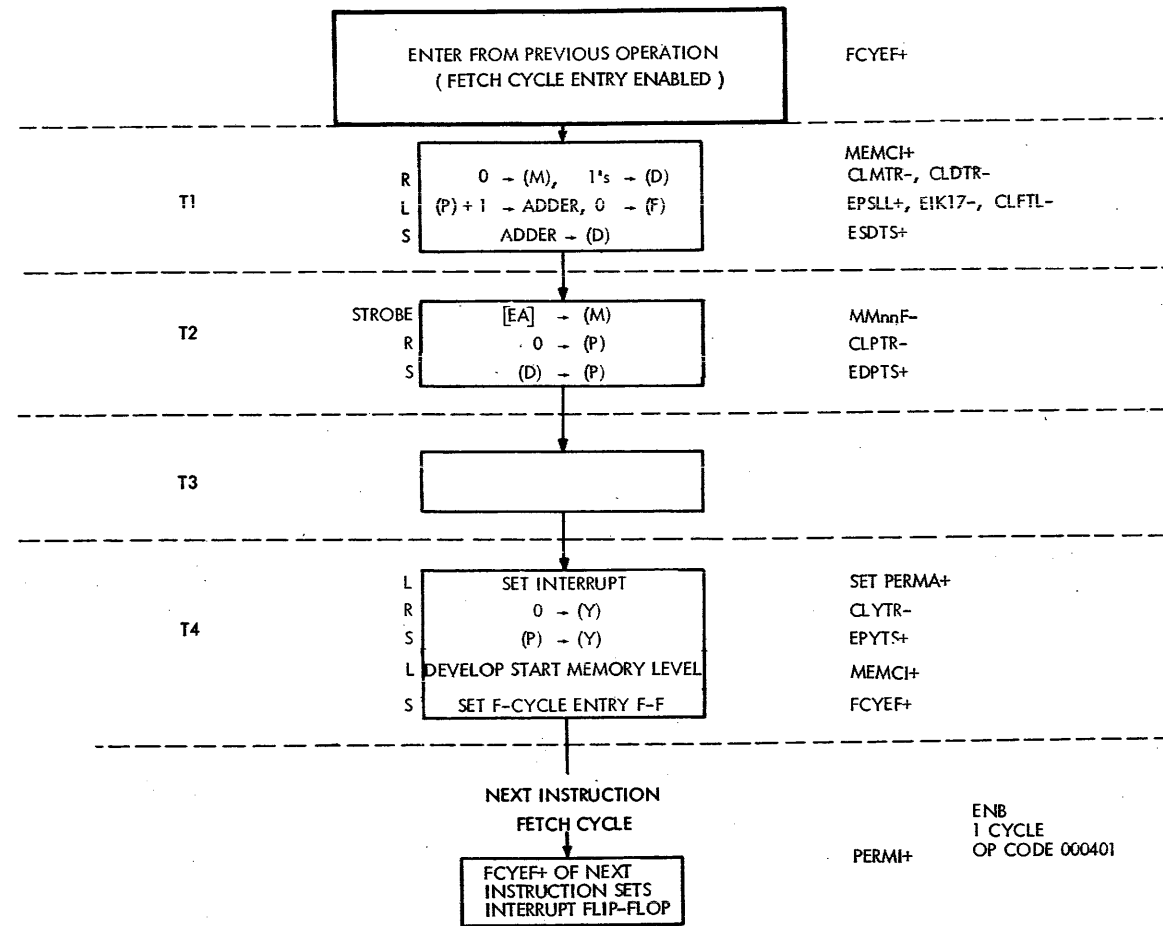 ENTER FROM PREVIOUS OPERATION FCYEF+
( FETCH CYCLE ENTRY ENABLED )
T1
MEMCI+
R 0 → (M), 1's → (D) CLMTR-, CLDTR-
L (P) + 1 → ADDER, 0 → (F) EPSLL+, EIK17-, CLFTL-
S ADDER → (D) ESDTS+
T2
STROBE [EA] → (M) MMnnF-
R 0 → (P) CLPTR-
S (D) → (P) EDPTS+
T3
T4
L SET INTERRUPT SET PERMA+
R 0 → (Y) CLYTR-
S (P) → (Y) EPYTS+
L DEVELOP START MEMORY LEVEL MEMCI+
S SET F-CYCLE ENTRY F-F FCYEF+
NEXT INSTRUCTION
FETCH CYCLE
FCYEF+ OF NEXT
INSTRUCTION SETS
INTERRUPT FLIP-FLOP
PERMI+
ENB
1 CYCLE
OP CODE 000401